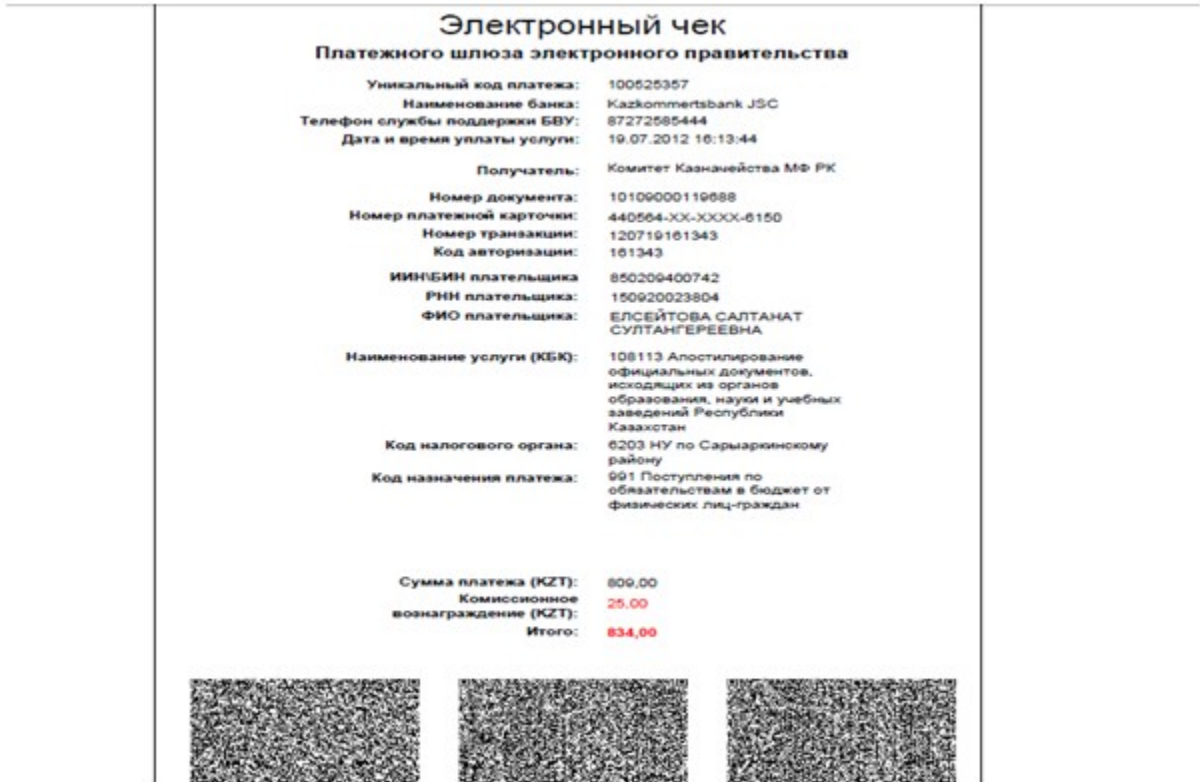 Электронный чек
Платежного шлюза электронного правительства
Уникальный код платежа: 100525357
Наименование банка: Kazkommertsbank JSC
Телефон службы поддержки БВУ: 87272585444
Дата и время уплаты услуги: 19.07.2012 16:13:44
Получатель: Комитет Казначейства МФ РК
Номер документа: 10109000119688
Номер платежной карточки: 440564-XX-XXXX-6150
Номер транзакции: 120719161343
Код авторизации: 161343
ИИН\БИН плательщика 850209400742
РНН плательщика: 150920023804
ФИО плательщика: ЕЛСЕЙТОВА САЛТАНАТ
СУЛТАНГЕРЕЕВНА
Наименование услуги (КБК): 108113 Апостилирование
официальных документов,
исходящих из органов
образования, науки и учебных
заведений Республики
Казахстан
Код налогового органа: 6203 НУ по Сарыаркинскому
району
Код назначения платежа: 991 Поступления по
обязательствам в бюджет от
физических лиц-граждан
Сумма платежа (KZT): 809,00
Комиссионное
вознаграждение (KZT): 25.00
Итого: 834,00